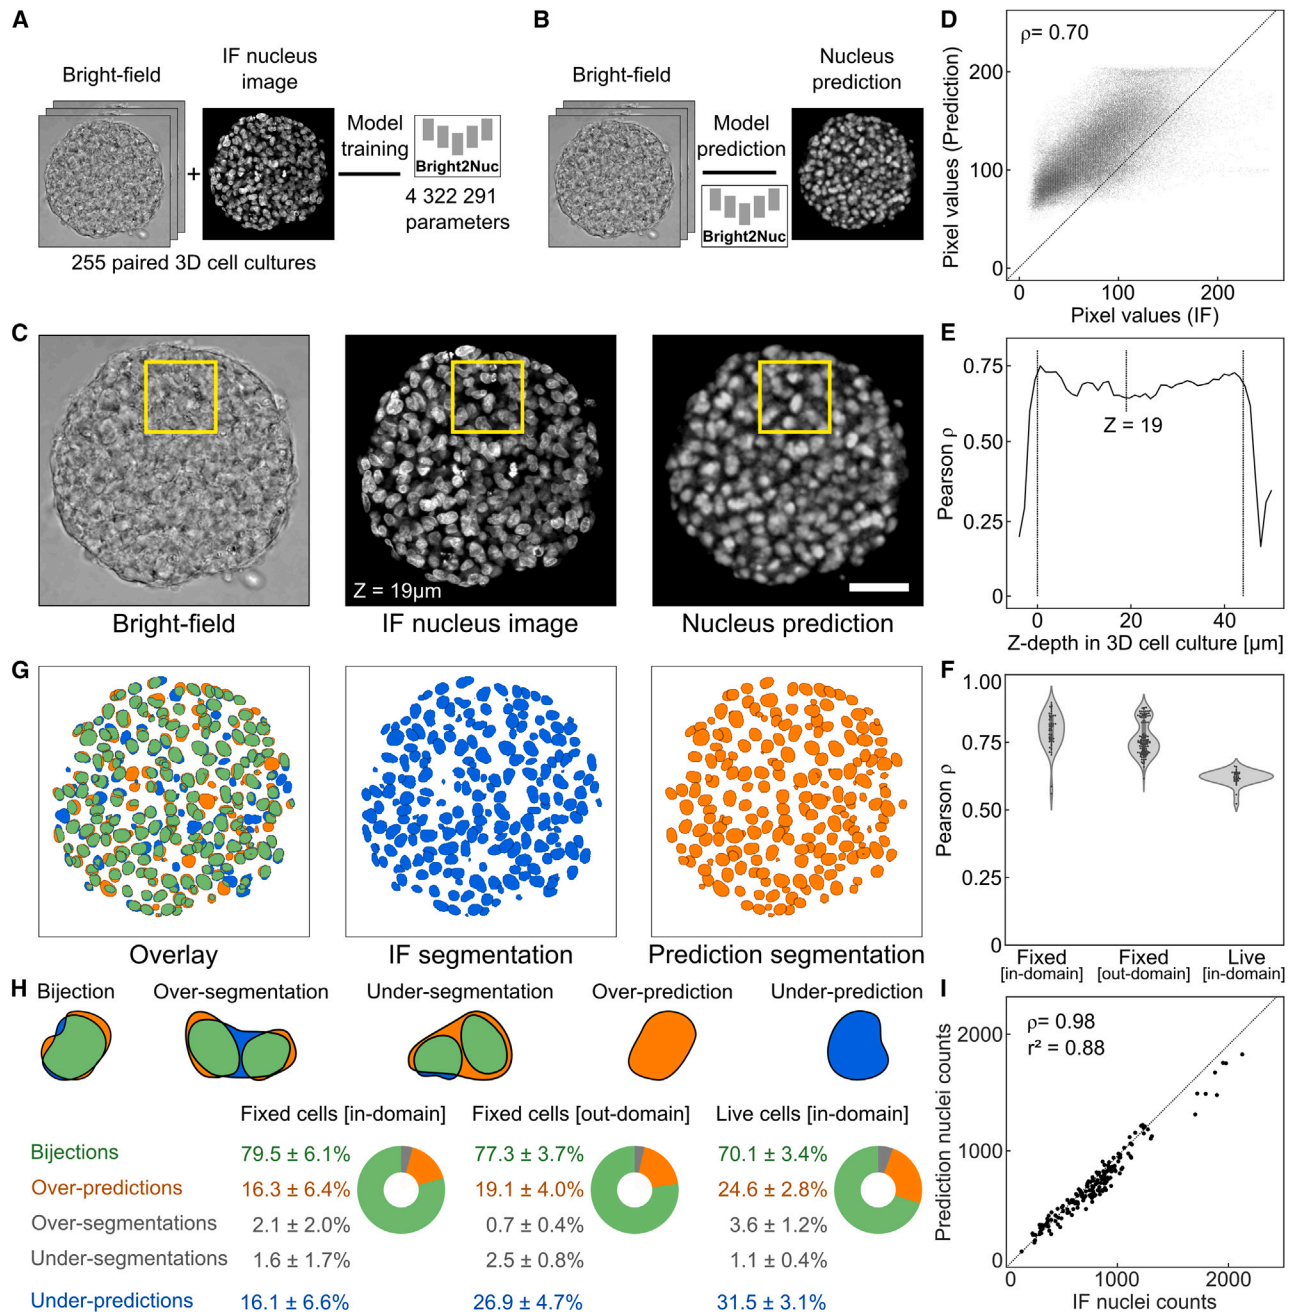 A
Bright-field
IF nucleus
image
+
Model
training
Bright2Nuc
4 322 291
parameters
255 paired 3D cell cultures
B
Bright-field
Model
prediction
Bright2Nuc
Nucleus
prediction
D
ρ= 0.70
Pixel values (Prediction)
200
100
0
0 100 200
Pixel values (IF)
C
Z = 19μm
Bright-field
IF nucleus image
Nucleus prediction
E
Pearson ρ
0.75
0.50
0.25
0
Z = 19
0 20 40
Z-depth in 3D cell culture [μm]
G
Overlay
IF segmentation
Prediction segmentation
F
Pearson ρ
1.00
0.75
0.50
0.25
0
Fixed Fixed Live
[in-domain] [out-domain] [in-domain]
H
Bijection Over-segmentation Under-segmentation Over-prediction Under-prediction
Fixed cells [in-domain] Fixed cells [out-domain] Live cells [in-domain]
Bijections 79.5 ± 6.1% 77.3 ± 3.7% 70.1 ± 3.4%
Over-predictions 16.3 ± 6.4% 19.1 ± 4.0% 24.6 ± 2.8%
Over-segmentations 2.1 ± 2.0% 0.7 ± 0.4% 3.6 ± 1.2%
Under-segmentations 1.6 ± 1.7% 2.5 ± 0.8% 1.1 ± 0.4%
Under-predictions 16.1 ± 6.6% 26.9 ± 4.7% 31.5 ± 3.1%
I
ρ= 0.98
r² = 0.88
Prediction nuclei counts
2000
1000
0
0 1000 2000
IF nuclei counts